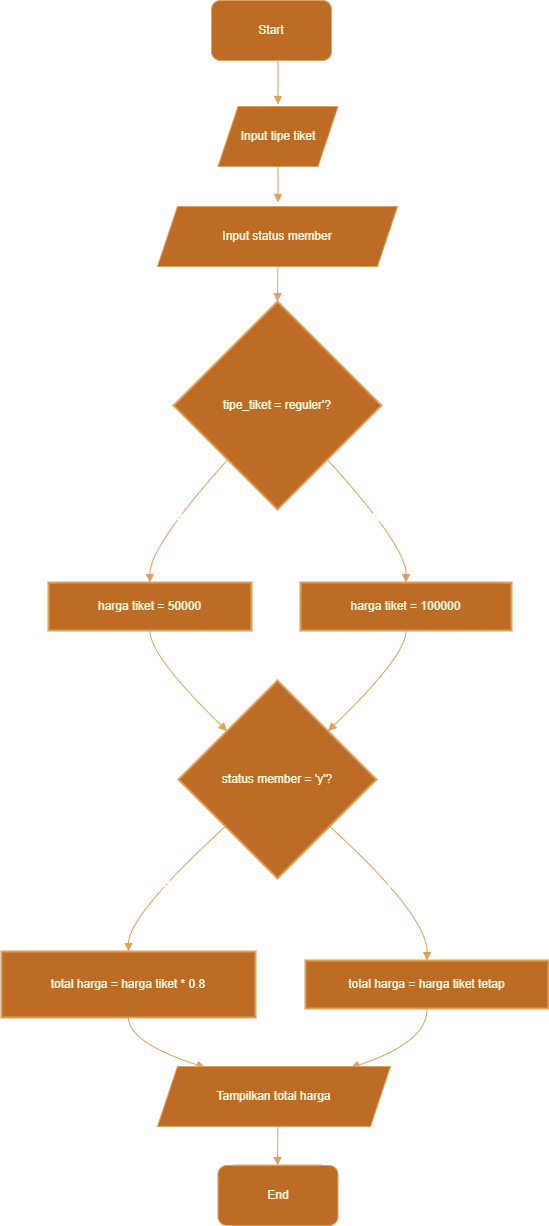 Start
Input tipe tiket
Input status member
tipe_tiket = reguler'?
harga tiket = 50000
harga tiket = 100000
status member = 'y'?
total harga = harga tiket * 0.8
total harga = harga tiket tetap
Tampilkan total harga
End